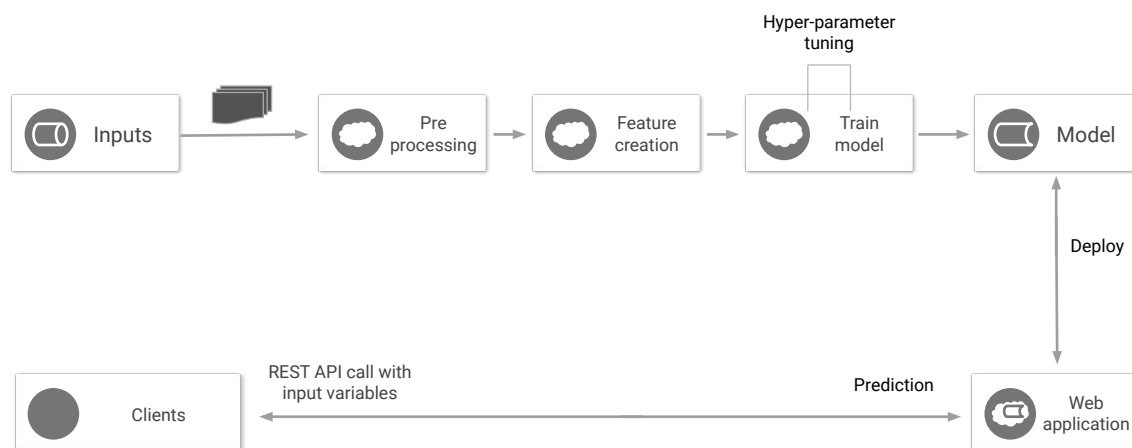 Hyper-parameter
tuning
Inputs
Pre
processing
Feature
creation
Train
model
Model
Deploy
REST API call with
input variables
Prediction
Clients
Web
application